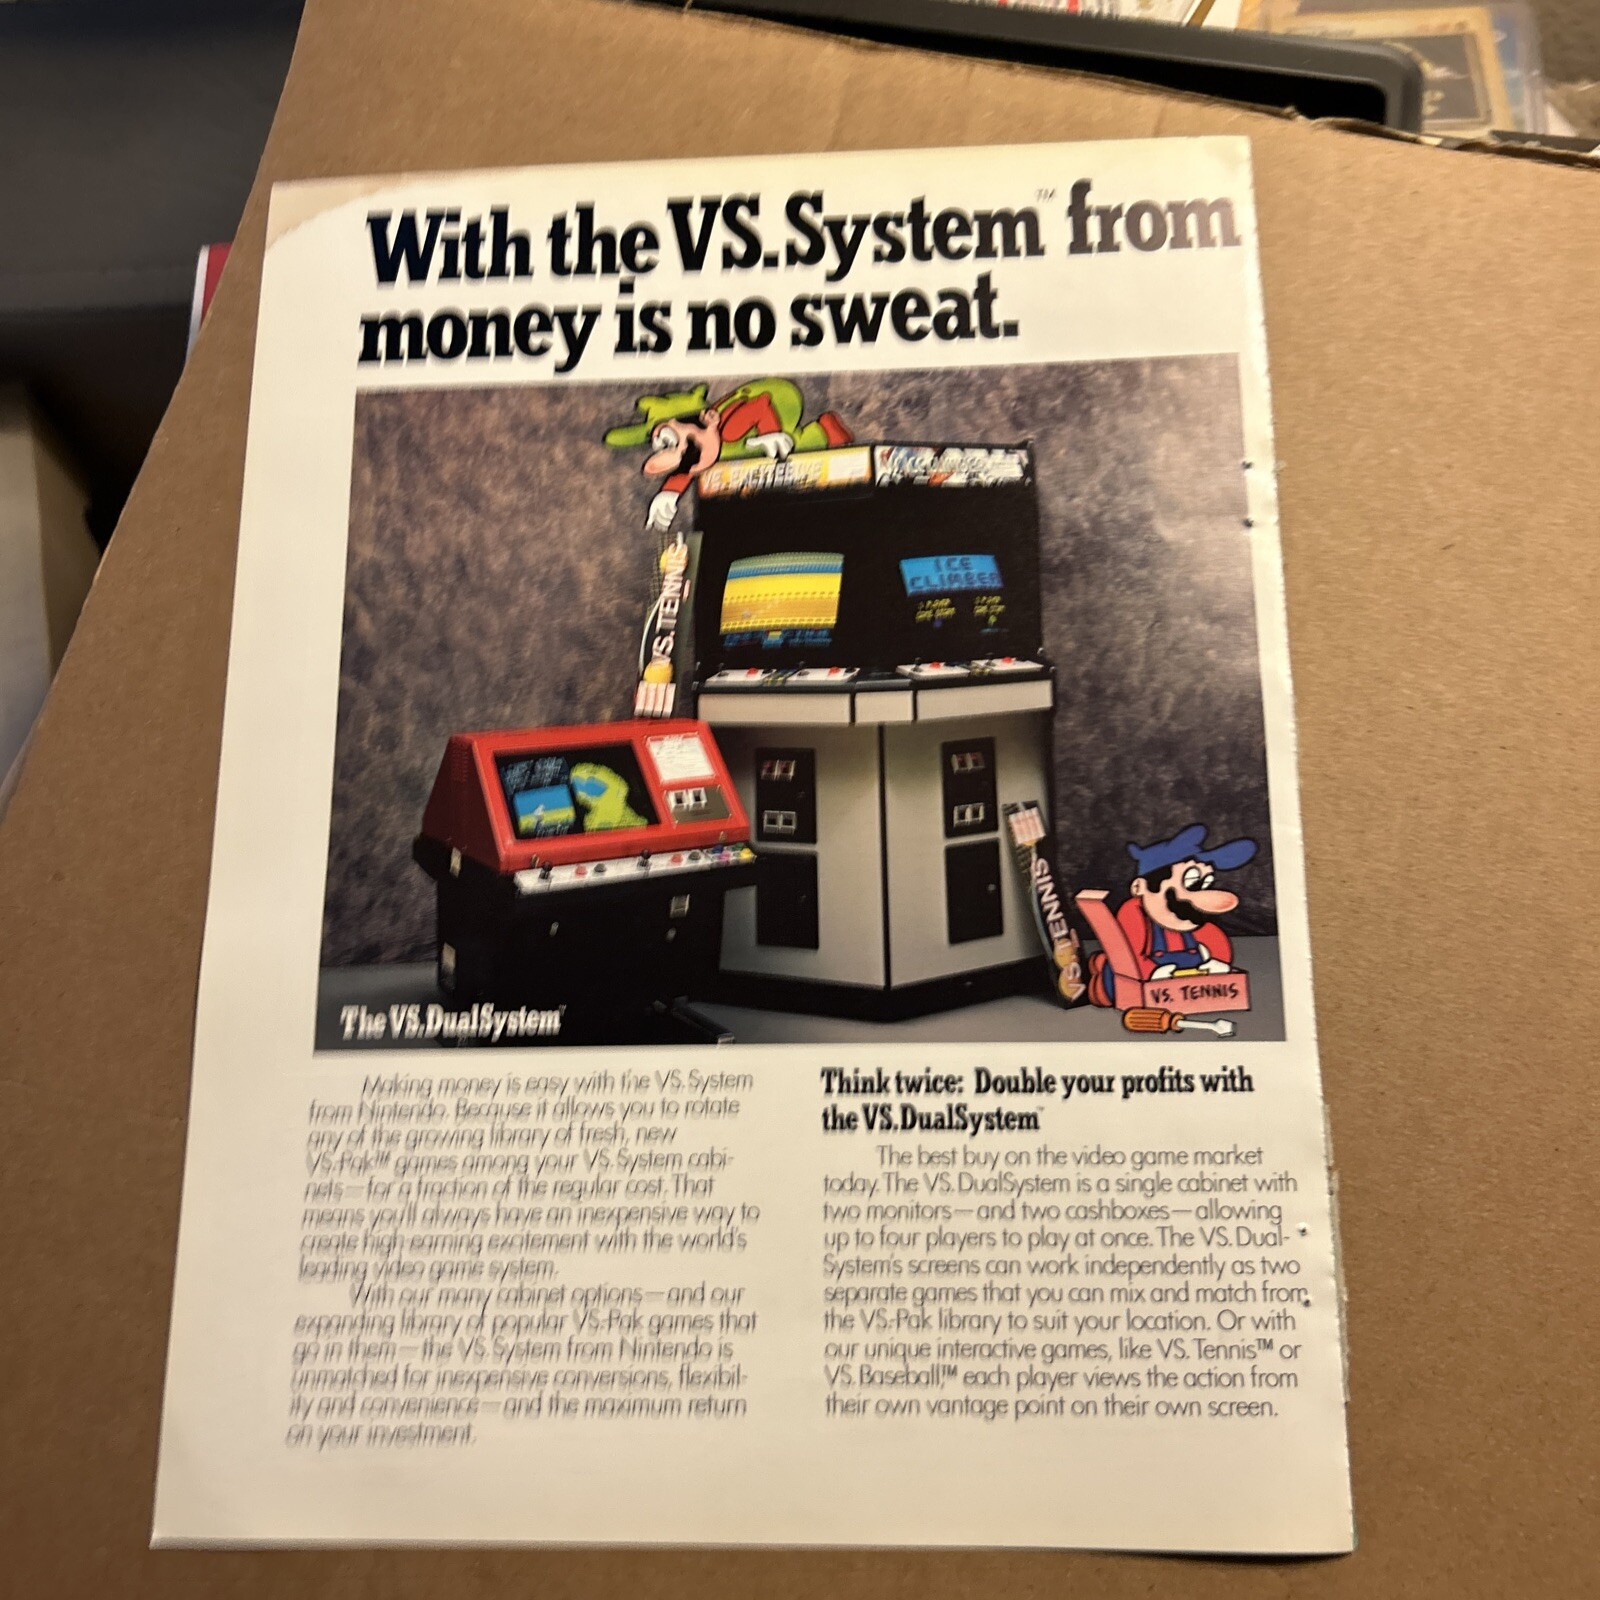 With the VS.System™ from
money is no sweat.
VS. EXCITEBIKE
ICE CLIMBER
VS. TENNIS
ICE
CLIMBER
VS. TENNIS
VS. TENNIS
The VS.DualSystem™
Making money is easy with the VS. System
from Nintendo. Because it allows you to rotate
any of the growing library of fresh, new
VS.-Pak™ games among your VS. System cabi-
nets—for a fraction of the regular cost. That
means you'll always have an inexpensive way to
create high earning excitement with the world's
leading video game system.
With our many cabinet options—and our
expanding library of popular VS.-Pak games that
go in them—the VS. System from Nintendo is
unmatched for inexpensive conversions, flexibil-
ity and convenience—and the maximum return
on your investment.
Think twice: Double your profits with
the VS.DualSystem™
The best buy on the video game market
today. The VS. DualSystem is a single cabinet with
two monitors—and two cashboxes—allowing
up to four players to play at once. The VS. Dual-
System's screens can work independently as two
separate games that you can mix and match from
the VS.-Pak library to suit your location. Or with
our unique interactive games, like VS. Tennis™ or
VS. Baseball,™ each player views the action from
their own vantage point on their own screen.